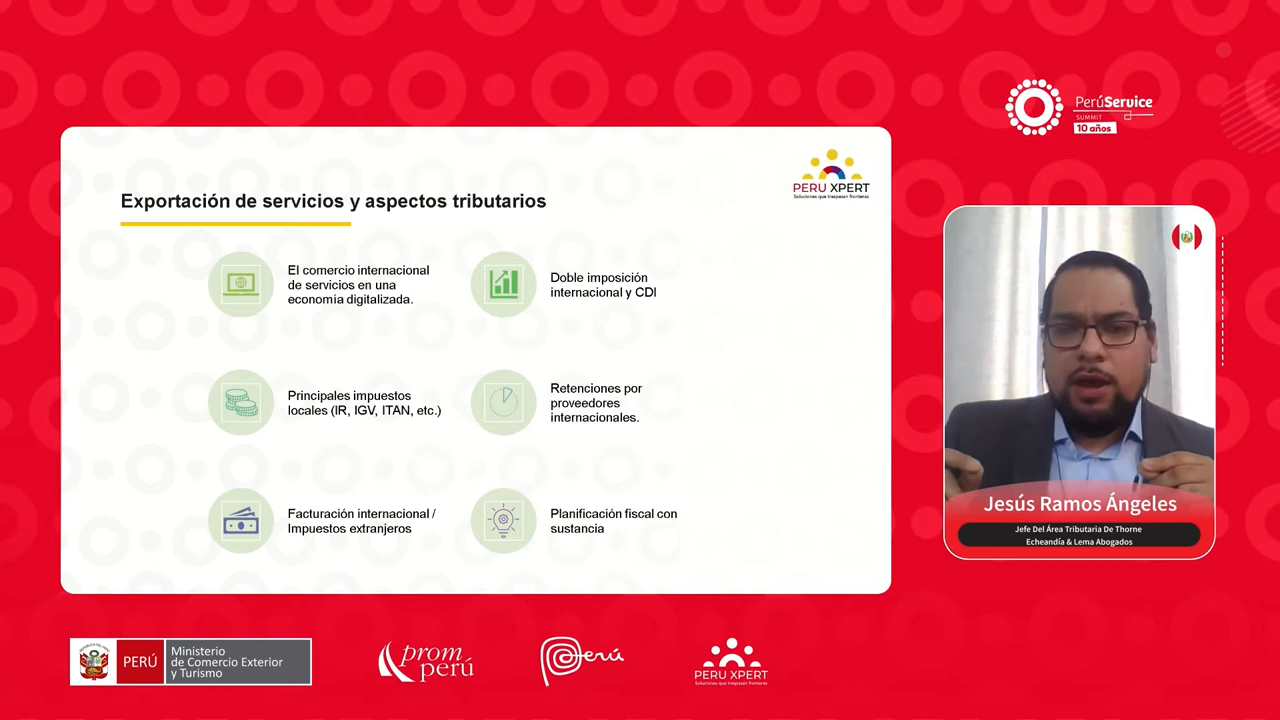 PerúService
SUMMIT
10 años
PERU XPERT
Soluciones que traspasan fronteras
Exportación de servicios y aspectos tributarios
El comercio internacional
de servicios en una
economía digitalizada.
Doble imposición
internacional y CDI
Principales impuestos
locales (IR, IGV, ITAN, etc.)
Retenciones por
proveedores
internacionales.
Facturación internacional /
Impuestos extranjeros
Planificación fiscal con
sustancia
Jesús Ramos Ángeles
Jefe Del Área Tributaria De Thorne
Echeandía & Lema Abogados
PERÚ
Ministerio
de Comercio Exterior
y Turismo
prom
perú
Perú
PERU XPERT
Soluciones que traspasan fronteras